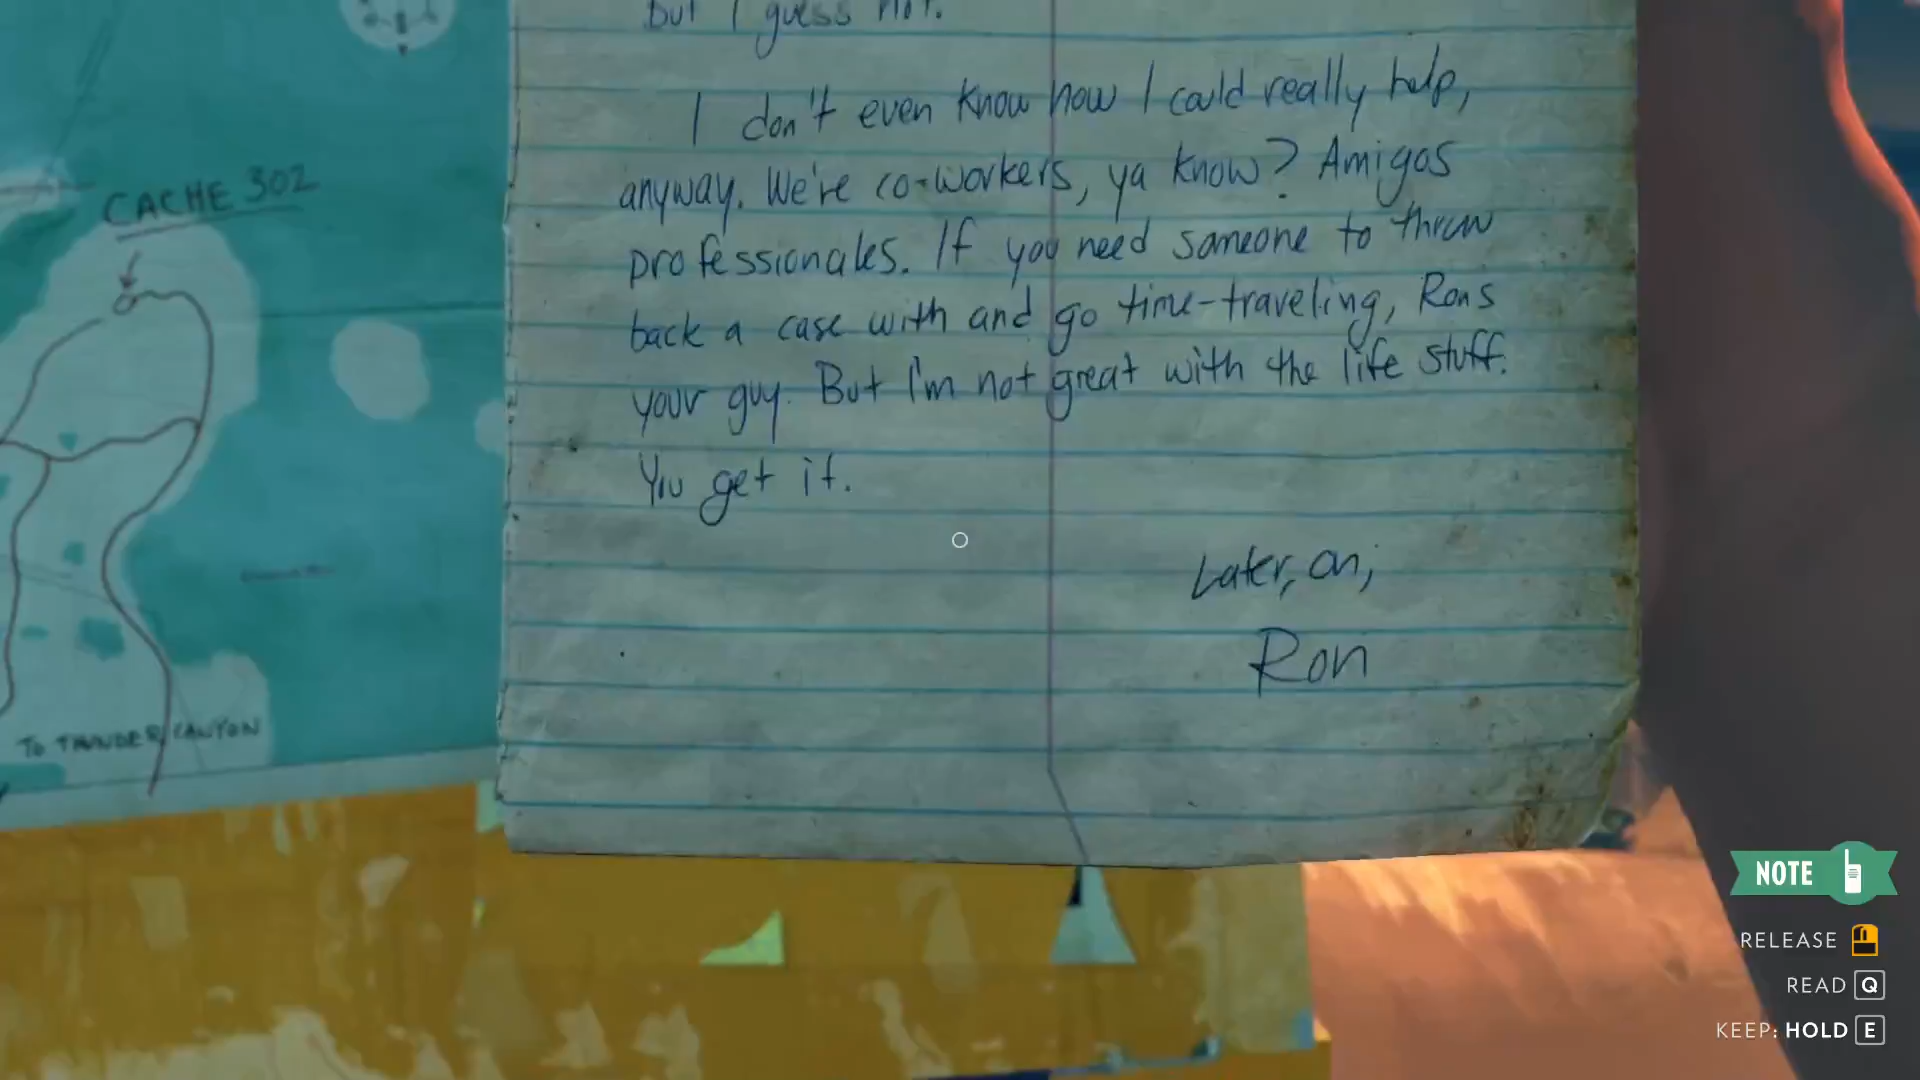 But I guess not.
I don't even know how I could really help,
anyway. We're co-workers, ya know? Amigos
professionales. If you need someone to throw
back a case with and go time-traveling, Ron's
your guy. But I'm not great with the life stuff.
You get it.
Later, on,
Ron
CACHE 302
TO THUNDER CANYON
NOTE
RELEASE
READ Q
KEEP: HOLD E